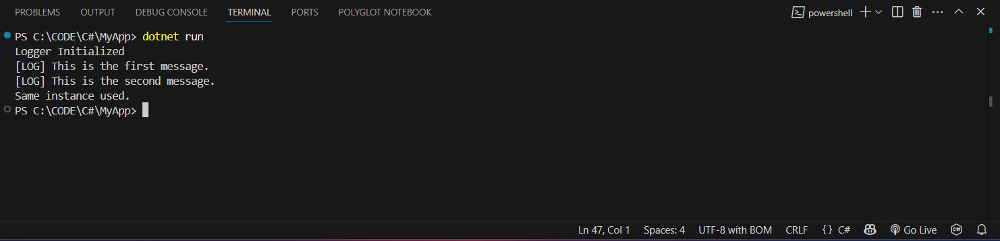 PROBLEMS OUTPUT DEBUG CONSOLE TERMINAL PORTS POLYGLOT NOTEBOOK powershell
PS C:\CODE\C#\MyApp> dotnet run
Logger Initialized
[LOG] This is the first message.
[LOG] This is the second message.
Same instance used.
PS C:\CODE\C#\MyApp>
Ln 47, Col 1 Spaces: 4 UTF-8 with BOM CRLF {} C# Go Live C#